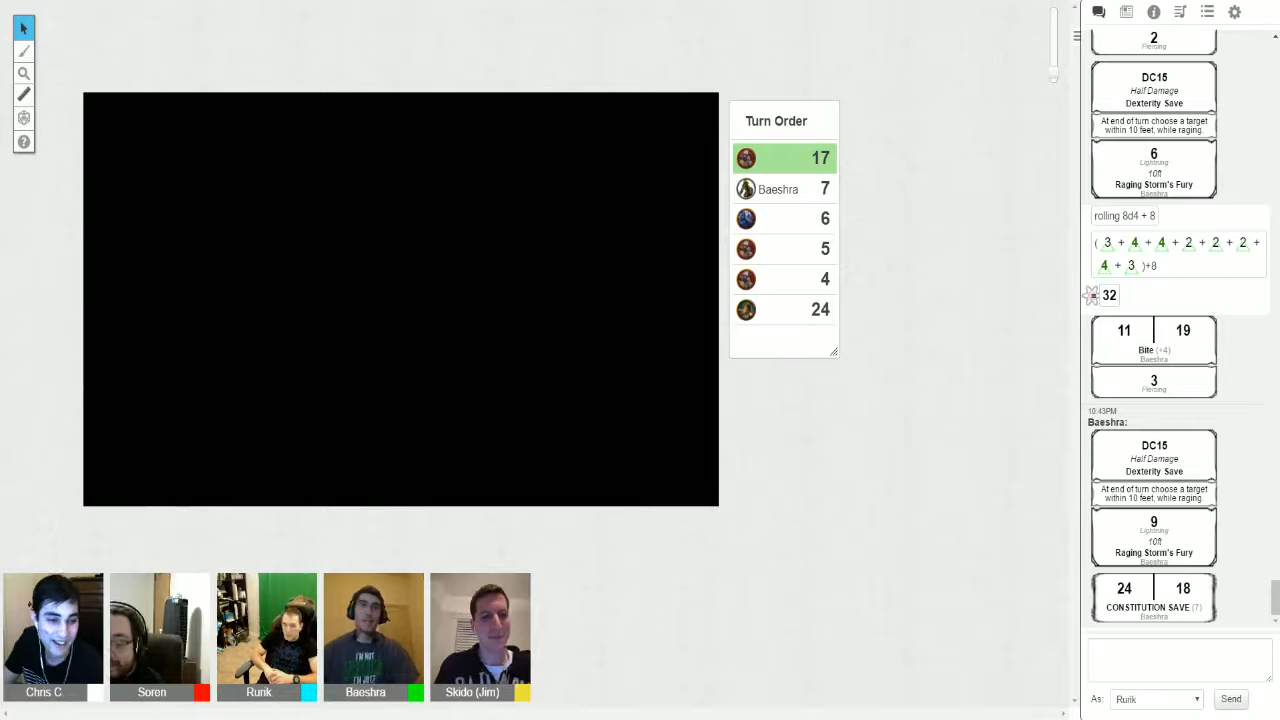 Turn Order
17
Baeshra 7
6
5
4
24
2
Piercing
DC15
Half Damage
Dexterity Save
At end of turn choose a target
within 10 feet, while raging.
6
Lightning
10ft
Raging Storm's Fury
Baeshra
rolling 8d4 + 8
( 3 + 4 + 4 + 2 + 2 + 2 +
4 + 3 )+8
= 32
11 19
Bite (+4)
Baeshra
3
Piercing
10:43PM
Baeshra:
DC15
Half Damage
Dexterity Save
At end of turn choose a target
within 10 feet, while raging.
9
Lightning
10ft
Raging Storm's Fury
Baeshra
24 18
CONSTITUTION SAVE (7)
Baeshra
As: Rurik Send
Chris C. Soren Rurik Baeshra Skido (Jim)